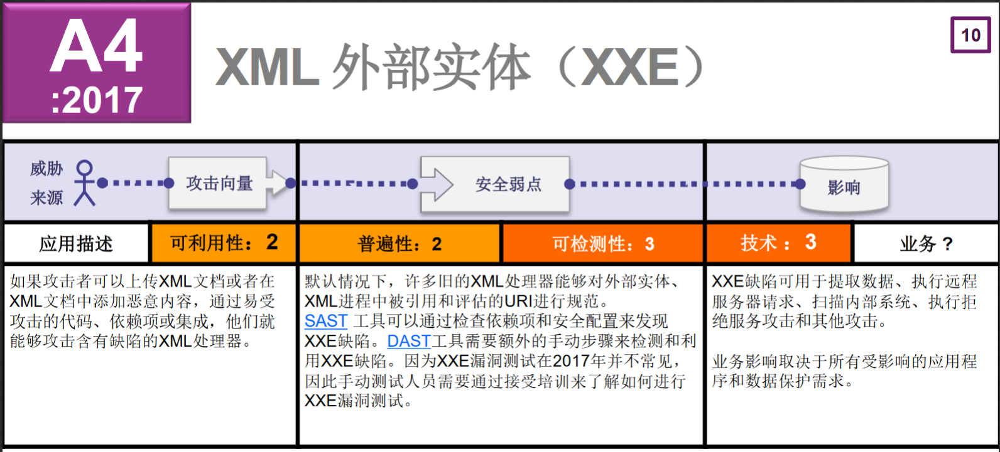 A4
:2017
XML 外部实体（XXE）
10
威胁
来源
攻击向量
安全弱点
影响
应用描述
可利用性：2
普遍性：2
可检测性：3
技术 ：3
业务 ?
如果攻击者可以上传XML文档或者在
XML文档中添加恶意内容，通过易受
攻击的代码、依赖项或集成，他们就
能够攻击含有缺陷的XML处理器。
默认情况下，许多旧的XML处理器能够对外部实体、
XML进程中被引用和评估的URI进行规范。
SAST 工具可以通过检查依赖项和安全配置来发现
XXE缺陷。DAST工具需要额外的手动步骤来检测和利
用XXE缺陷。因为XXE漏洞测试在2017年并不常见，
因此手动测试人员需要通过接受培训来了解如何进行
XXE漏洞测试。
XXE缺陷可用于提取数据、执行远程
服务器请求、扫描内部系统、执行拒
绝服务攻击和其他攻击。
业务影响取决于所有受影响的应用程
序和数据保护需求。